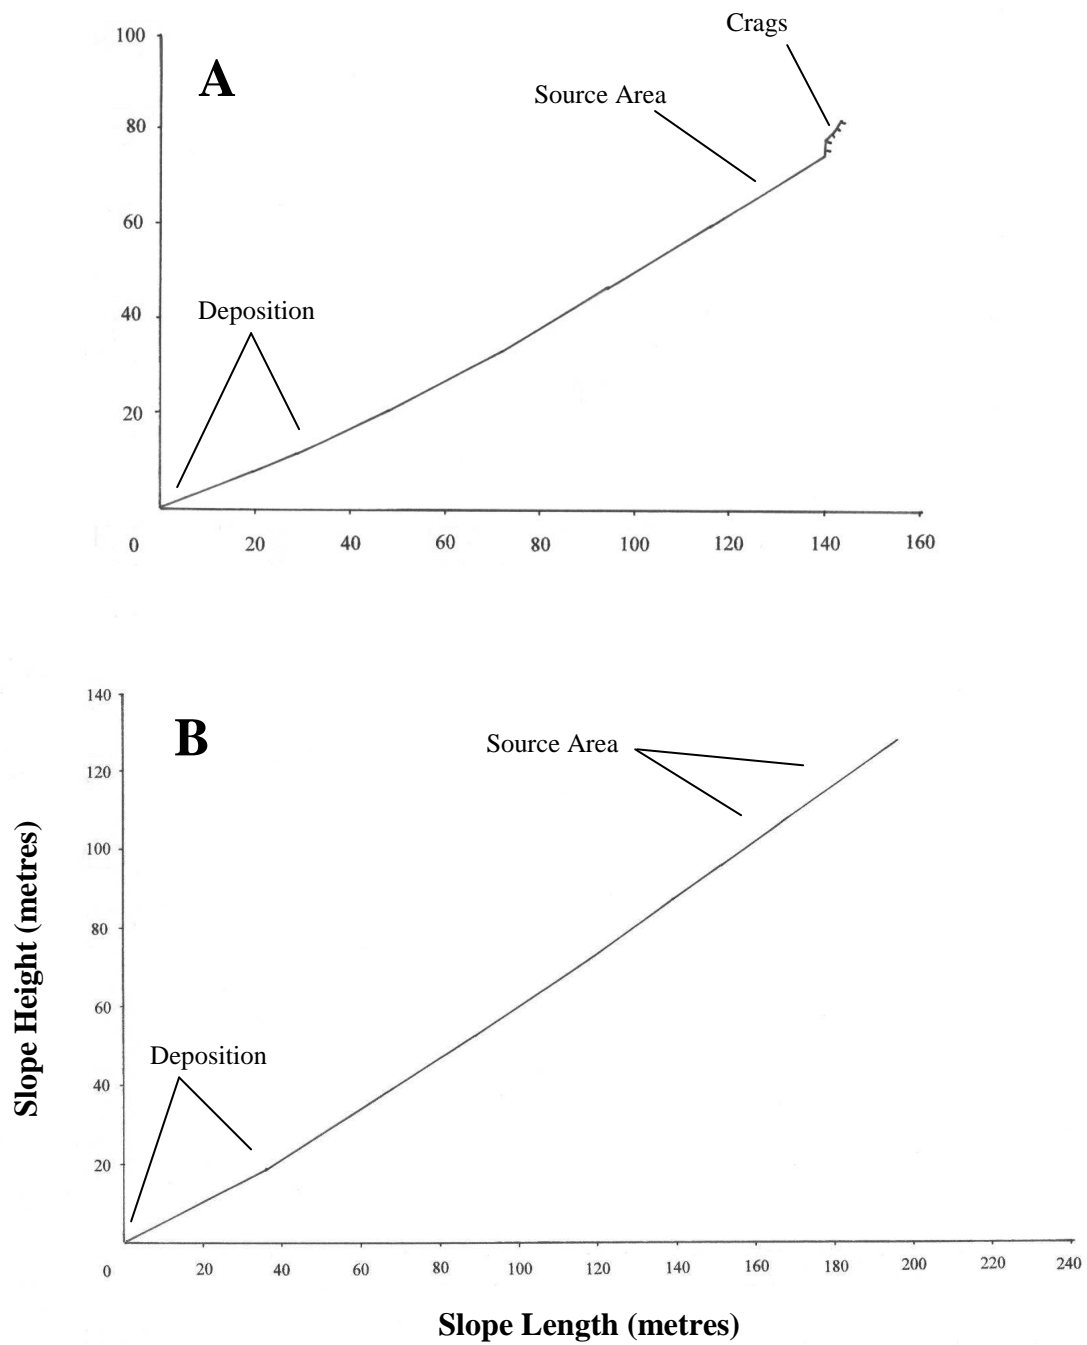 Crags
100
A
Source Area
80
60
Deposition
40
20
0 20 40 60 80 100 120 140 160
140
B
Source Area
120
100
80
60
Deposition
40
20
0 20 40 60 80 100 120 140 160 180 200 220 240
Slope Height (metres)
Slope Length (metres)